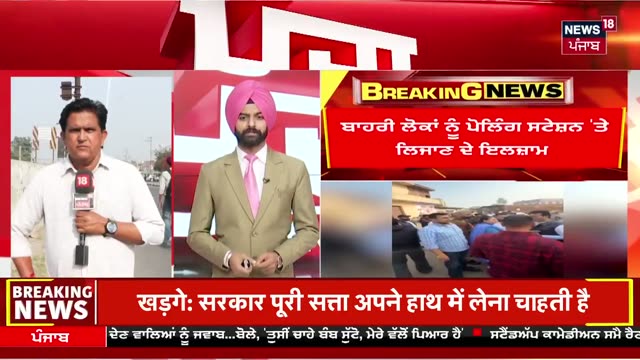 NEWS 18
ਪੰਜਾਬ
BREAKING NEWS
ਬਾਹਰੀ ਲੋਕਾਂ ਨੂੰ ਪੋਲਿੰਗ ਸਟੇਸ਼ਨ 'ਤੇ
ਲਿਜਾਣ ਦੇ ਇਲਜ਼ਾਮ
18
BREAKING
NEWS
खड़गे: सरकार पूरी सत्ता अपने हाथ में लेना चाहती है
ਪੰਜਾਬ
ਦੇਣ ਵਾਲਿਆਂ ਨੂੰ ਜਵਾਬ...ਬੋਲੇ, 'ਤੁਸੀਂ ਚਾਹੇ ਬੰਬ ਸੁੱਟੋ, ਮੇਰੇ ਵੱਲੋਂ ਪਿਆਰ ਹੈ' ਸਟੈਂਡਅੱਪ ਕਾਮੇਡੀਅਨ ਸਮੈ ਰੈ